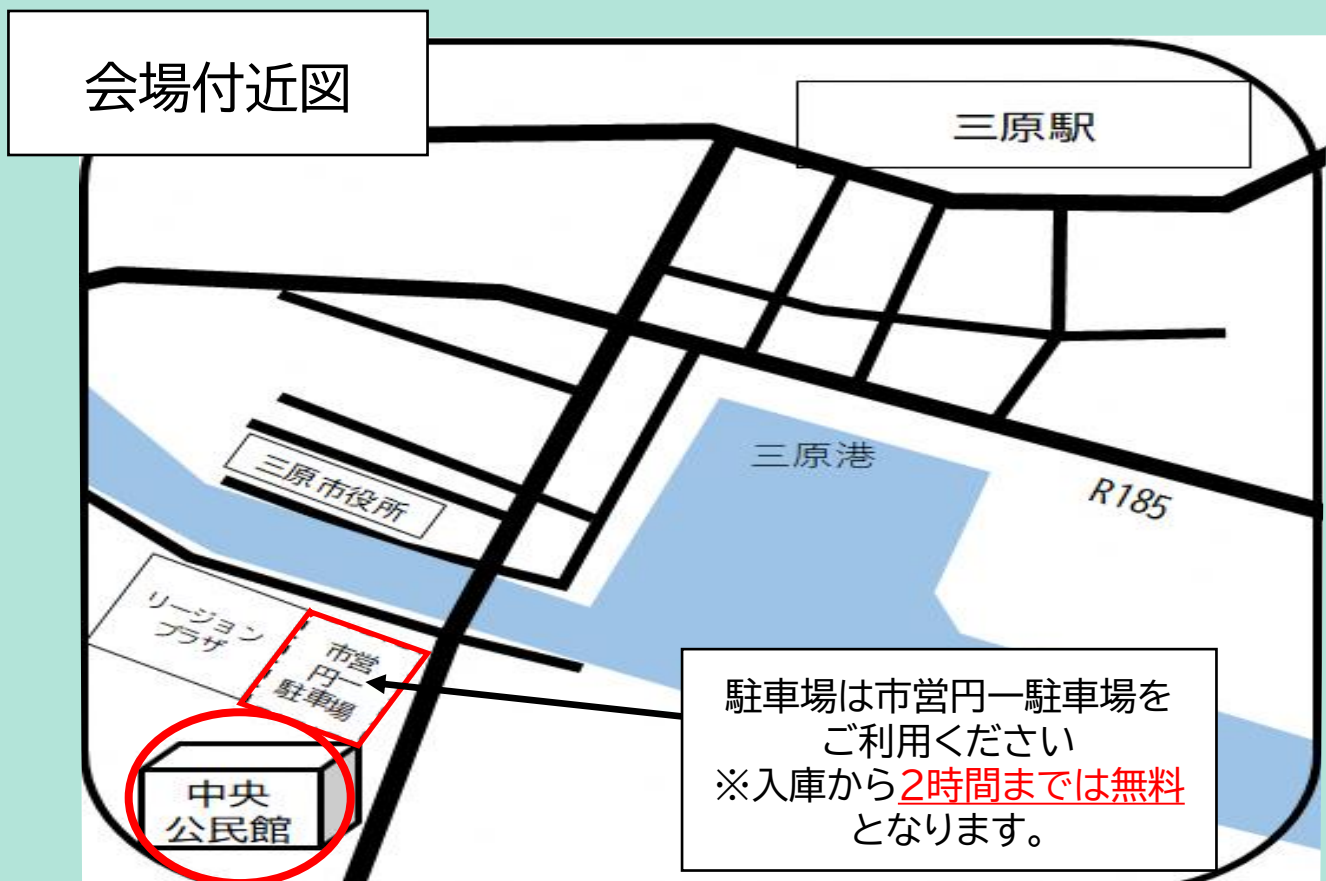 会場付近図
三原駅
三原港
R185
三原市役所
リージョン
プラザ
市営
円一
駐車場
駐車場は市営円一駐車場を
ご利用ください
※入庫から2時間までは無料
となります。
中央
公民館